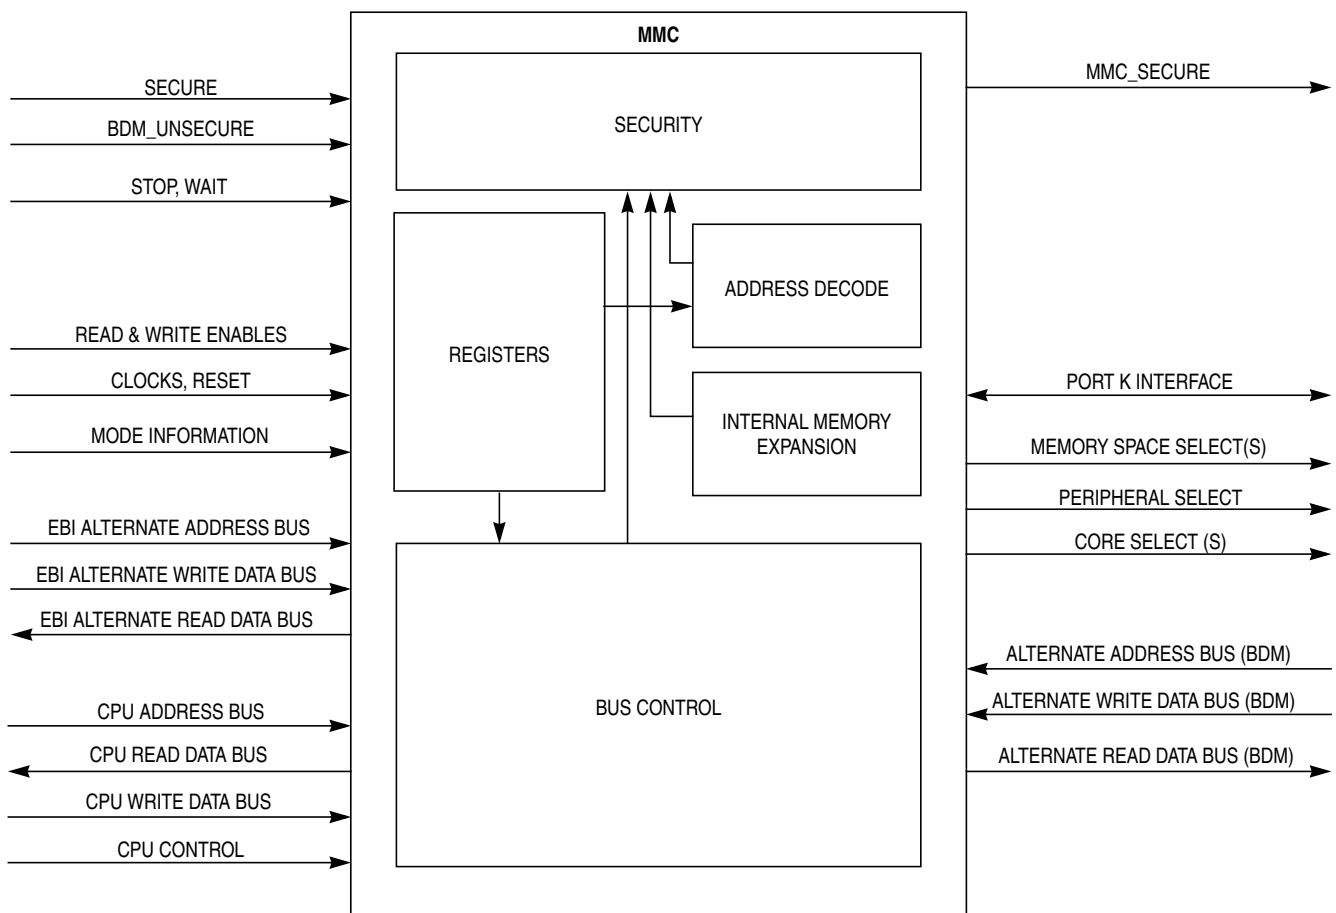 MMC
SECURE
BDM_UNSECURE
STOP, WAIT
READ & WRITE ENABLES
CLOCKS, RESET
MODE INFORMATION
EBI ALTERNATE ADDRESS BUS
EBI ALTERNATE WRITE DATA BUS
EBI ALTERNATE READ DATA BUS
CPU ADDRESS BUS
CPU READ DATA BUS
CPU WRITE DATA BUS
CPU CONTROL
SECURITY
REGISTERS
ADDRESS DECODE
INTERNAL MEMORY
EXPANSION
BUS CONTROL
MMC_SECURE
PORT K INTERFACE
MEMORY SPACE SELECT(S)
PERIPHERAL SELECT
CORE SELECT (S)
ALTERNATE ADDRESS BUS (BDM)
ALTERNATE WRITE DATA BUS (BDM)
ALTERNATE READ DATA BUS (BDM)